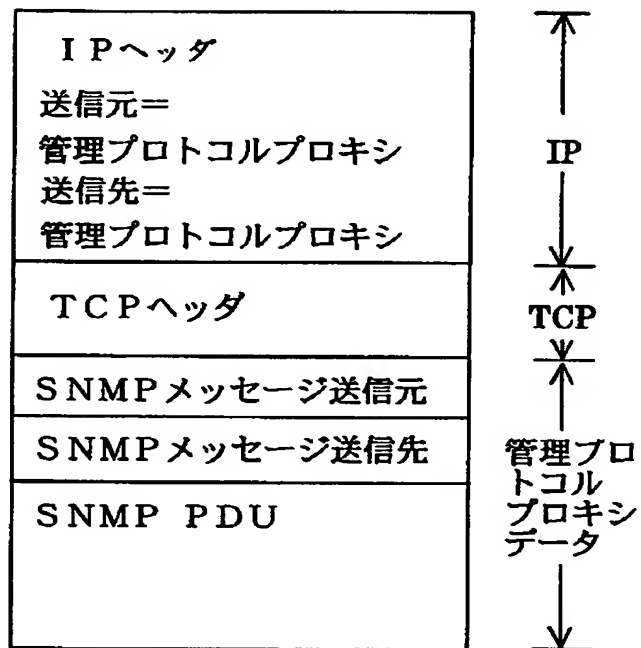 ＩＰヘッダ
送信元＝
管理プロトコルプロキシ
送信先＝
管理プロトコルプロキシ
IP
ＴＣＰヘッダ
TCP
ＳＮＭＰメッセージ送信元
ＳＮＭＰメッセージ送信先
ＳＮＭＰ ＰＤＵ
管理プロ
トコル
プロキシ
データ